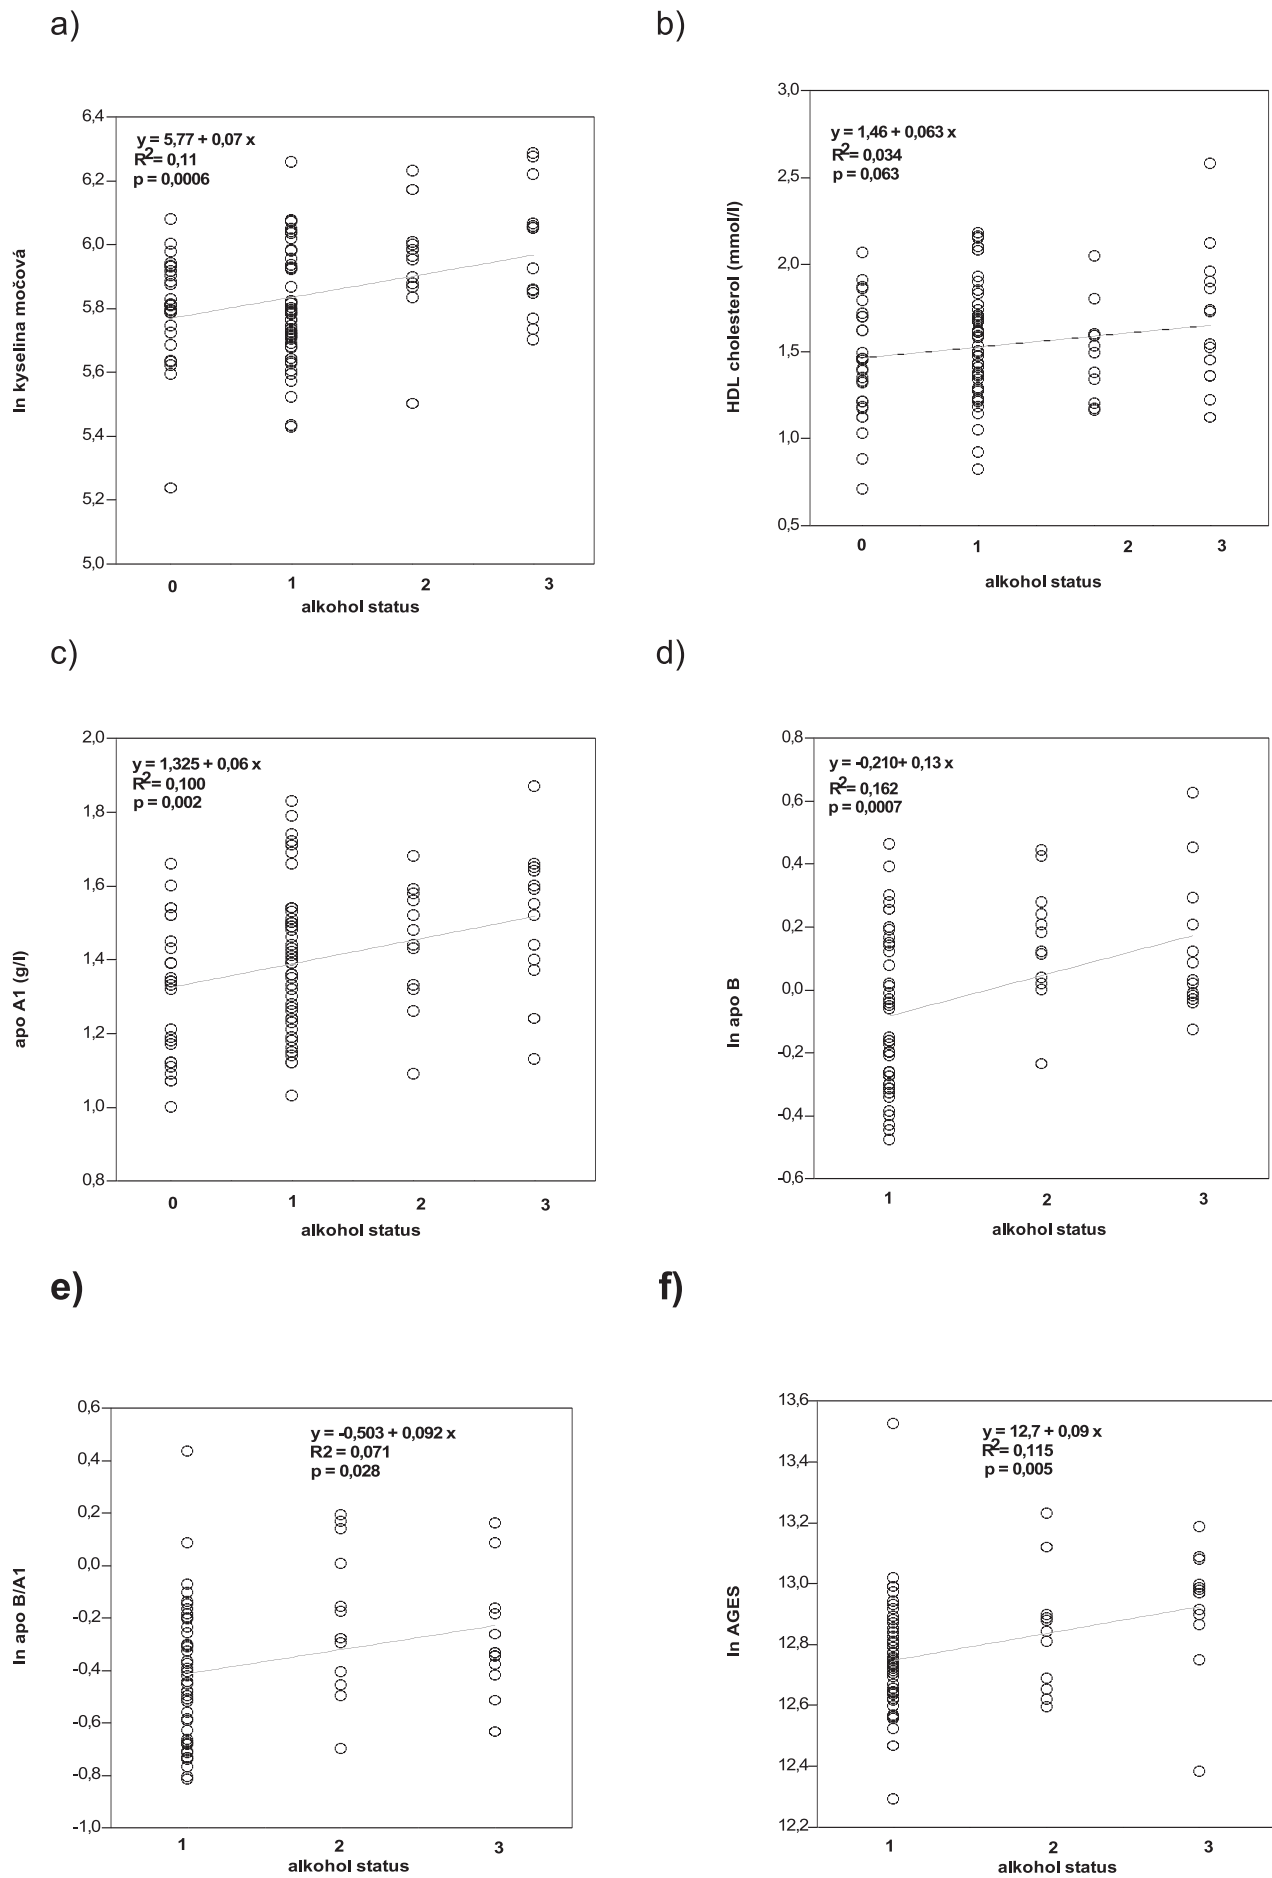 a)
ln kyselina močová
6,4
6,2
6,0
5,8
5,6
5,4
5,2
5,0
y = 5,77 + 0,07 x
R2= 0,11
p = 0,0006
0 1 2 3
alkohol status
b)
HDL cholesterol (mmol/l)
3,0
2,5
2,0
1,5
1,0
0,5
y = 1,46 + 0,063 x
R2= 0,034
p = 0,063
0 1 2 3
alkohol status
c)
apo A1 (g/l)
2,0
1,8
1,6
1,4
1,2
1,0
0,8
y = 1,325 + 0,06 x
R2= 0,100
p = 0,002
0 1 2 3
alkohol status
d)
ln apo B
0,8
0,6
0,4
0,2
0,0
-0,2
-0,4
-0,6
y = -0,210+ 0,13 x
R2= 0,162
p = 0,0007
1 2 3
alkohol status
e)
ln apo B/A1
0,6
0,4
0,2
0,0
-0,2
-0,4
-0,6
-0,8
-1,0
y = -0,503 + 0,092 x
R2 = 0,071
p = 0,028
1 2 3
alkohol status
f)
ln AGES
13,6
13,4
13,2
13,0
12,8
12,6
12,4
12,2
y = 12,7 + 0,09 x
R2= 0,115
p = 0,005
1 2 3
alkohol status